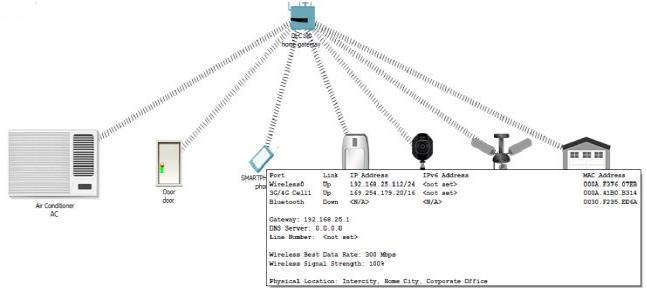 home gateway
Air Conditioner
AC
Door
door
SMARTPH
pho
Port Link IP Address IPv6 Address MAC Address
Wireless0 Up 192.168.25.112/24 <not set> 000A.F376.07EB
3G/4G Cell1 Up 169.254.179.20/16 <not set> 000A.41B0.B314
Bluetooth Down <N/A> <N/A> 0030.F235.ED6A
Gateway: 192.168.25.1
DNS Server: 0.0.0.0
Line Number: <not set>
Wireless Best Data Rate: 300 Mbps
Wireless Signal Strength: 100%
Physical Location: Intercity, Home City, Corporate Office